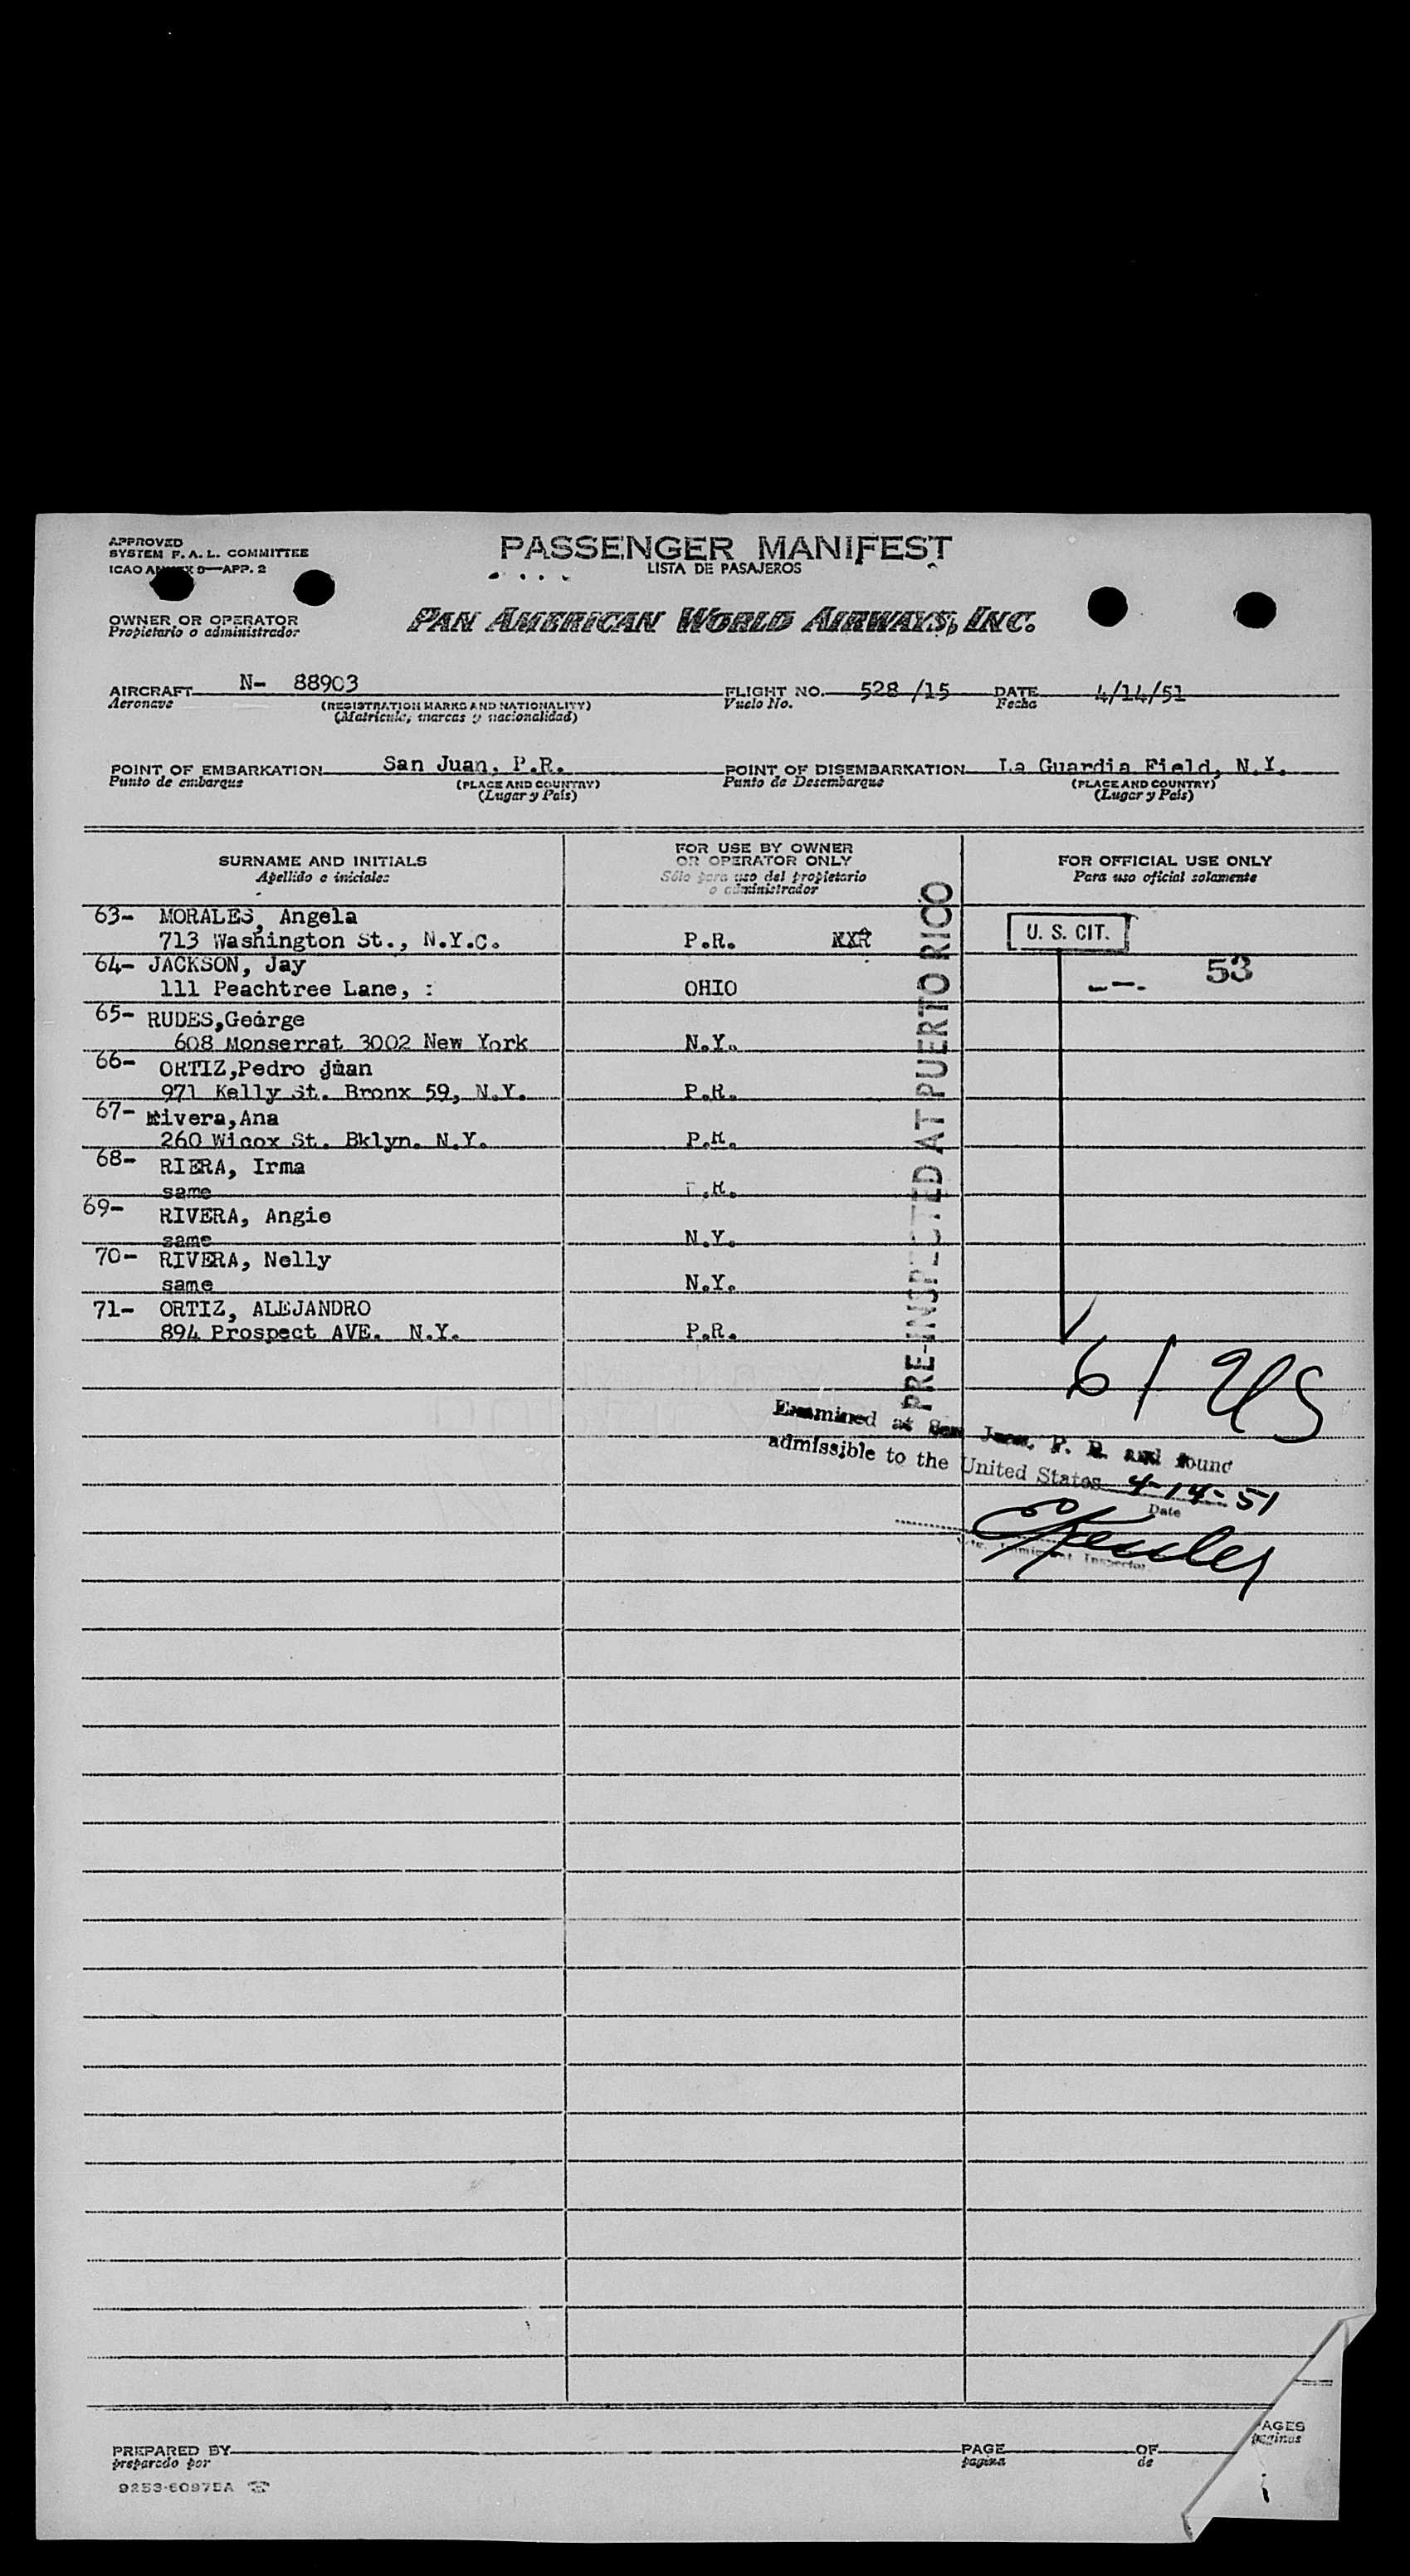 APPROVED
SYSTEM F. A. L. COMMITTEE
ICAO ANNEX 9—APP. 2
PASSENGER MANIFEST
LISTA DE PASAJEROS
OWNER OR OPERATOR
Propietario o administrador
PAN AMERICAN WORLD AIRWAYS, INC.
AIRCRAFT N- 88903 FLIGHT NO. 528 /15 DATE 4/14/51
Aeronave (REGISTRATION MARKS AND NATIONALITY) Vuelo No. Fecha
(Matricula, marcas y nacionalidad)
POINT OF EMBARKATION San Juan, P.R. POINT OF DISEMBARKATION La Guardia Field, N.Y.
Punto de embarque (PLACE AND COUNTRY) Punto de Desembarque (PLACE AND COUNTRY)
(Lugar y País) (Lugar y País)
SURNAME AND INITIALS
Apellido e iniciales
FOR USE BY OWNER
OR OPERATOR ONLY
Sólo para uso del propietario
o administrador
FOR OFFICIAL USE ONLY
Para uso oficial solamente
63- MORALES, Angela
713 Washington St., N.Y.C. P.R. U. S. CIT.
64- JACKSON, Jay 53
111 Peachtree Lane, : OHIO
65- RUDES,George
608 Monserrat 3002 New York N.Y.
66- ORTIZ,Pedro Juan
971 Kelly St. Bronx 59, N.Y. P.R.
67- Rivera,Ana
260 Wicox St. Bklyn. N.Y. P.R.
68- RIERA, Irma
same P.R.
69- RIVERA, Angie
same N.Y.
70- RIVERA, Nelly
same N.Y.
71- ORTIZ, ALEJANDRO
894 Prospect AVE. N.Y. P.R.
PRE-INSPECTED AT PUERTO RICO
61 US
Examined at San Juan, P. R. and found
admissible to the United States 4-14-51
Date
Immigrant Inspector
PREPARED BY PAGE OF PAGES
preparado por pagina de paginas
9253-60975A